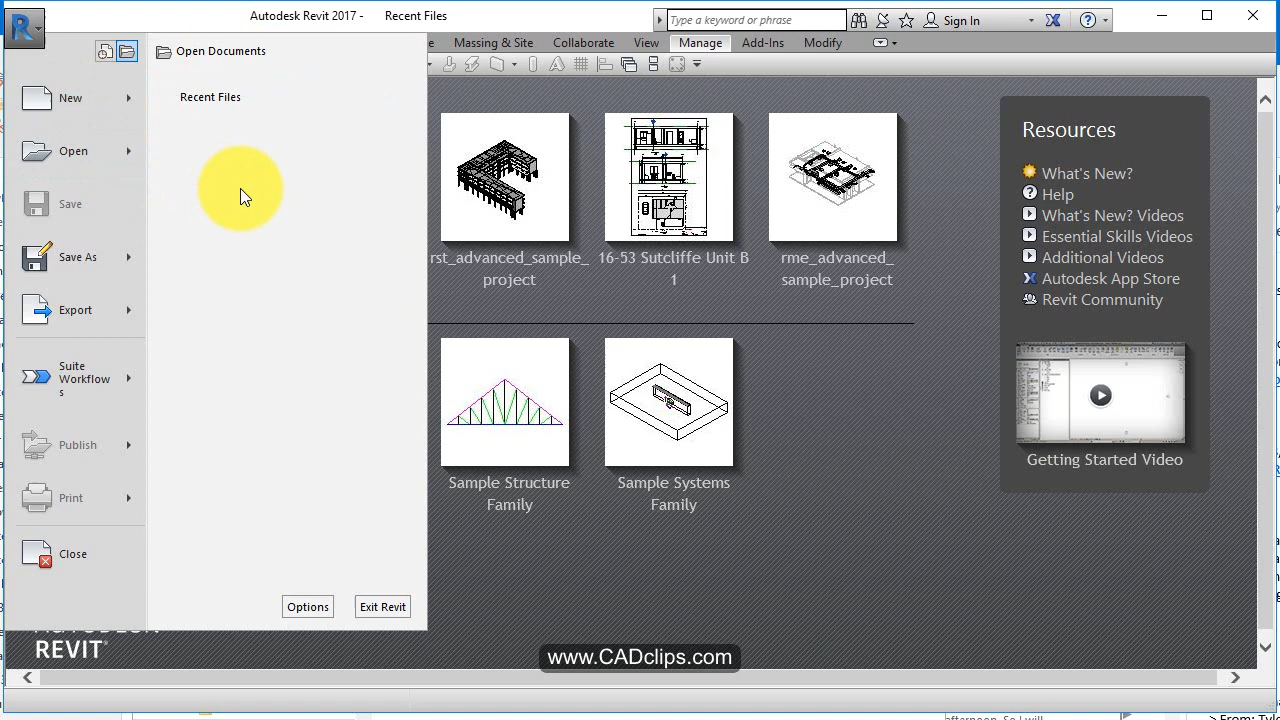 Autodesk Revit 2017 - Recent Files
Type a keyword or phrase
Sign In
Open Documents
Massing & Site Collaborate View Manage Add-Ins Modify
New
Recent Files
Open
Save
Save As
Export
Suite
Workflow
s
Publish
Print
Close
Options Exit Revit
rst_advanced_sample_
project
16-53 Sutcliffe Unit B
1
rme_advanced_
sample_project
Sample Structure
Family
Sample Systems
Family
Resources
What's New?
Help
What's New? Videos
Essential Skills Videos
Additional Videos
Autodesk App Store
Revit Community
Getting Started Video
REVIT
www.CADclips.com